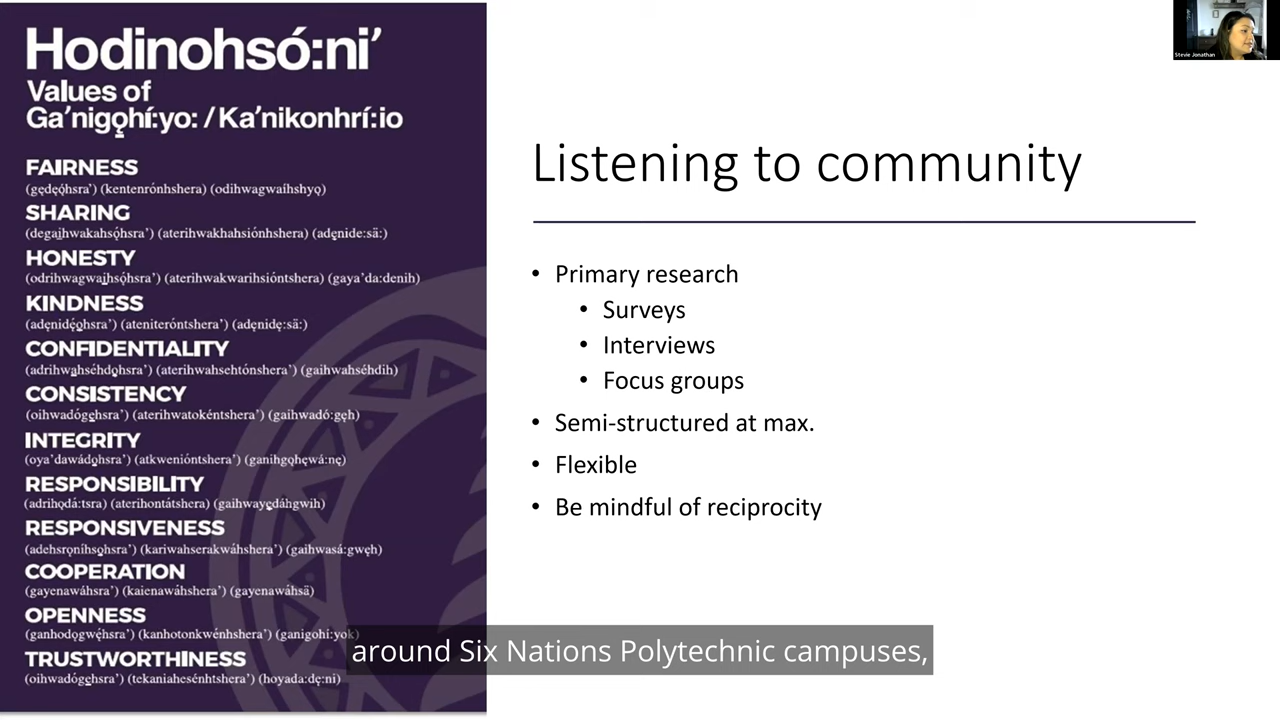 Hodinohsó:ni’
Values of
Ga’nigǫhí:yo: / Ka’nikonhrí:io
FAIRNESS
(gędęǫ́hsra’) (kentenrónhshera) (odihwagwaíhshyǫ)
SHARING
(degaihwakahsǫ́hsra’) (aterihwakhahsiónhshera) (adęnide:sä:)
HONESTY
(odrihwagwaihsǫ́hsra’) (aterihwakwarihsióntshera) (gaya’da:denih)
KINDNESS
(adęnidę́ohsra’) (ateniteróntshera’) (adęnidę:sä:)
CONFIDENTIALITY
(adrihwahséhdǫhsra’) (aterihwahsehtónshera’) (gaihwahséhdih)
CONSISTENCY
(oihwadógęhsra’) (aterihwatokéntshera’) (gaihwadó:gęh)
INTEGRITY
(oya’dawádǫhsra’) (atkwenióntshera’) (ganihgǫhęwá:nę)
RESPONSIBILITY
(adrihǫdá:tsra) (aterihontátshera) (gaihwayędáhgwih)
RESPONSIVENESS
(adehsrǫníhsǫhsra’) (kariwahserakwáhshera’) (gaihwasá:gwęh)
COOPERATION
(gayenawáhsra’) (kaienawáhshera’) (gayenawáhsä)
OPENNESS
(ganhodǫgwę́hsra’) (kanhotonkwénhshera’) (ganigohí:yok)
TRUSTWORTHINESS
(oihwadógęhsra’) (tekaniahesénhtshera’) (hoyada:dę:ni)
Listening to community
• Primary research
• Surveys
• Interviews
• Focus groups
• Semi-structured at max.
• Flexible
• Be mindful of reciprocity
around Six Nations Polytechnic campuses,
Stevie Jonathan